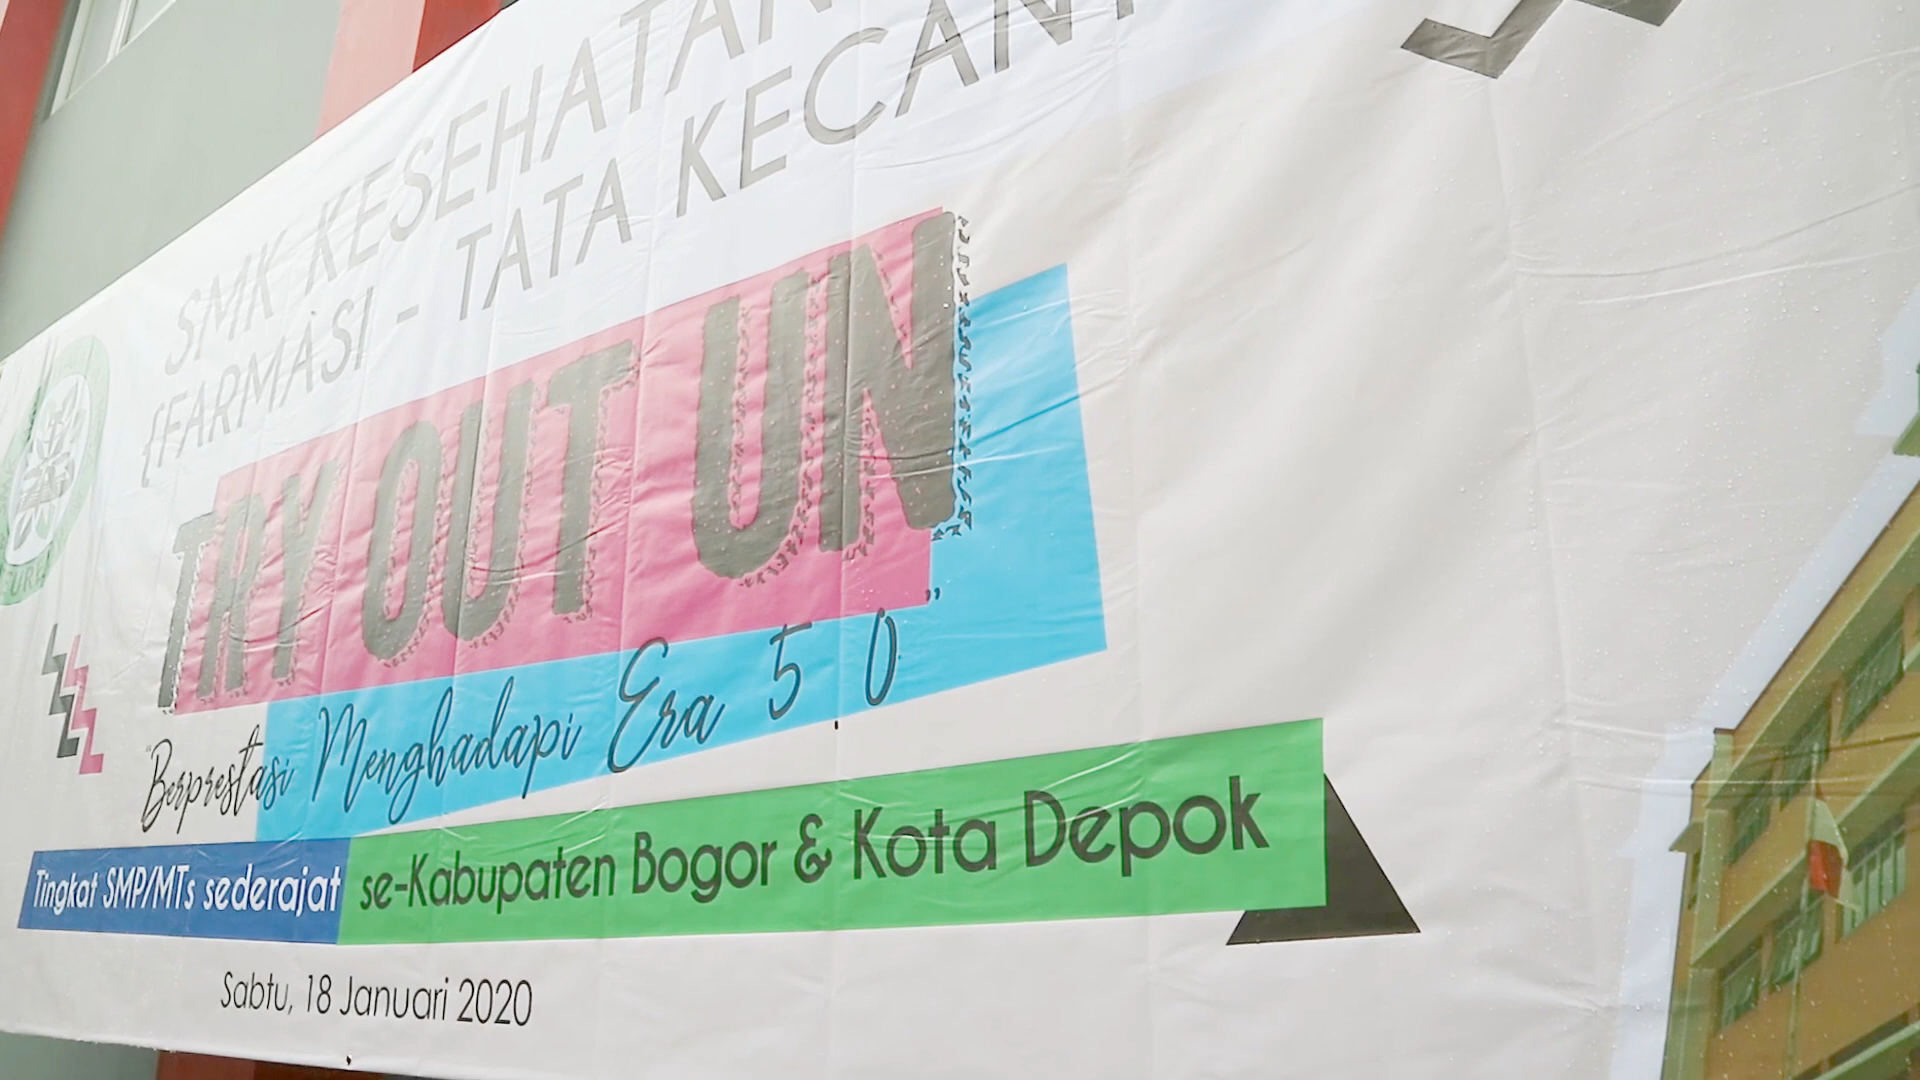 SMK KESEHATAN
{FARMASI - TATA KECANT
TRY OUT UN
"Berprestasi Menghadapi Era 5.0"
Tingkat SMP/MTs sederajat se-Kabupaten Bogor & Kota Depok
Sabtu, 18 Januari 2020